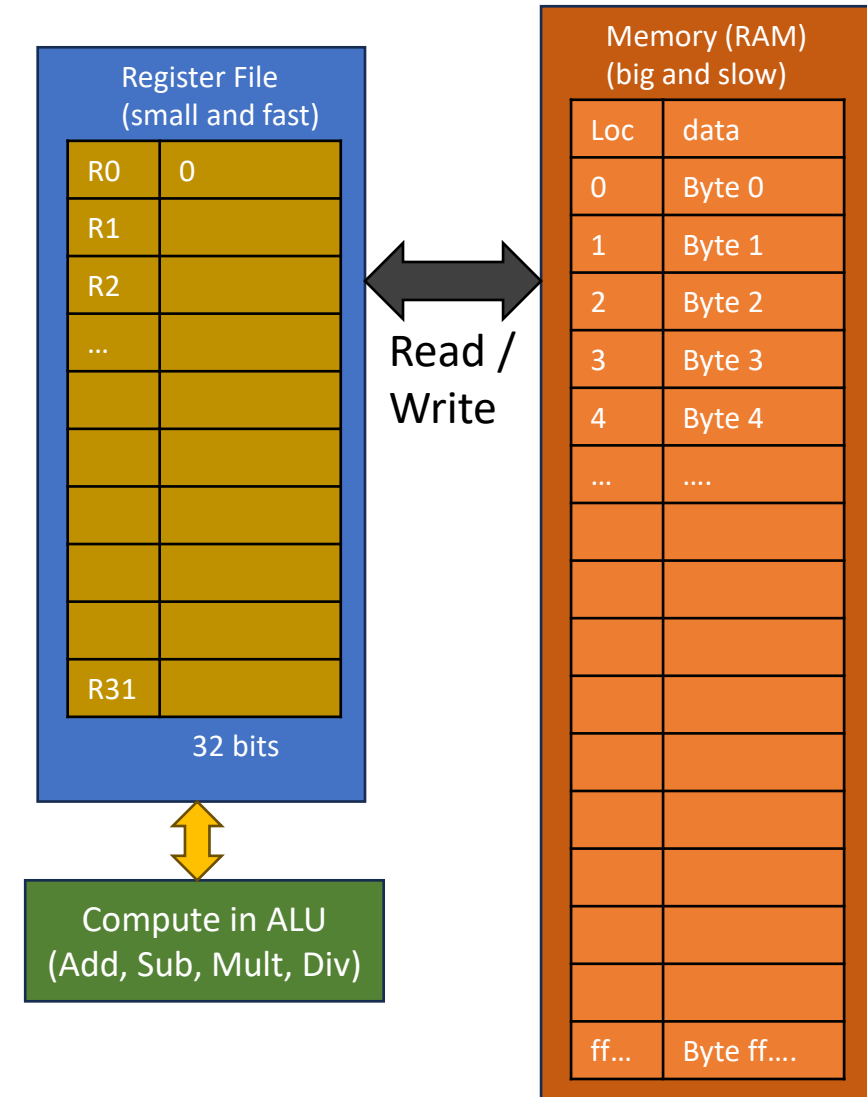 Register File
(small and fast)
R0 0
R1
R2
...
R31
32 bits
Compute in ALU
(Add, Sub, Mult, Div)
Read /
Write
Memory (RAM)
(big and slow)
Loc data
0 Byte 0
1 Byte 1
2 Byte 2
3 Byte 3
4 Byte 4
... ....
ff... Byte ff....